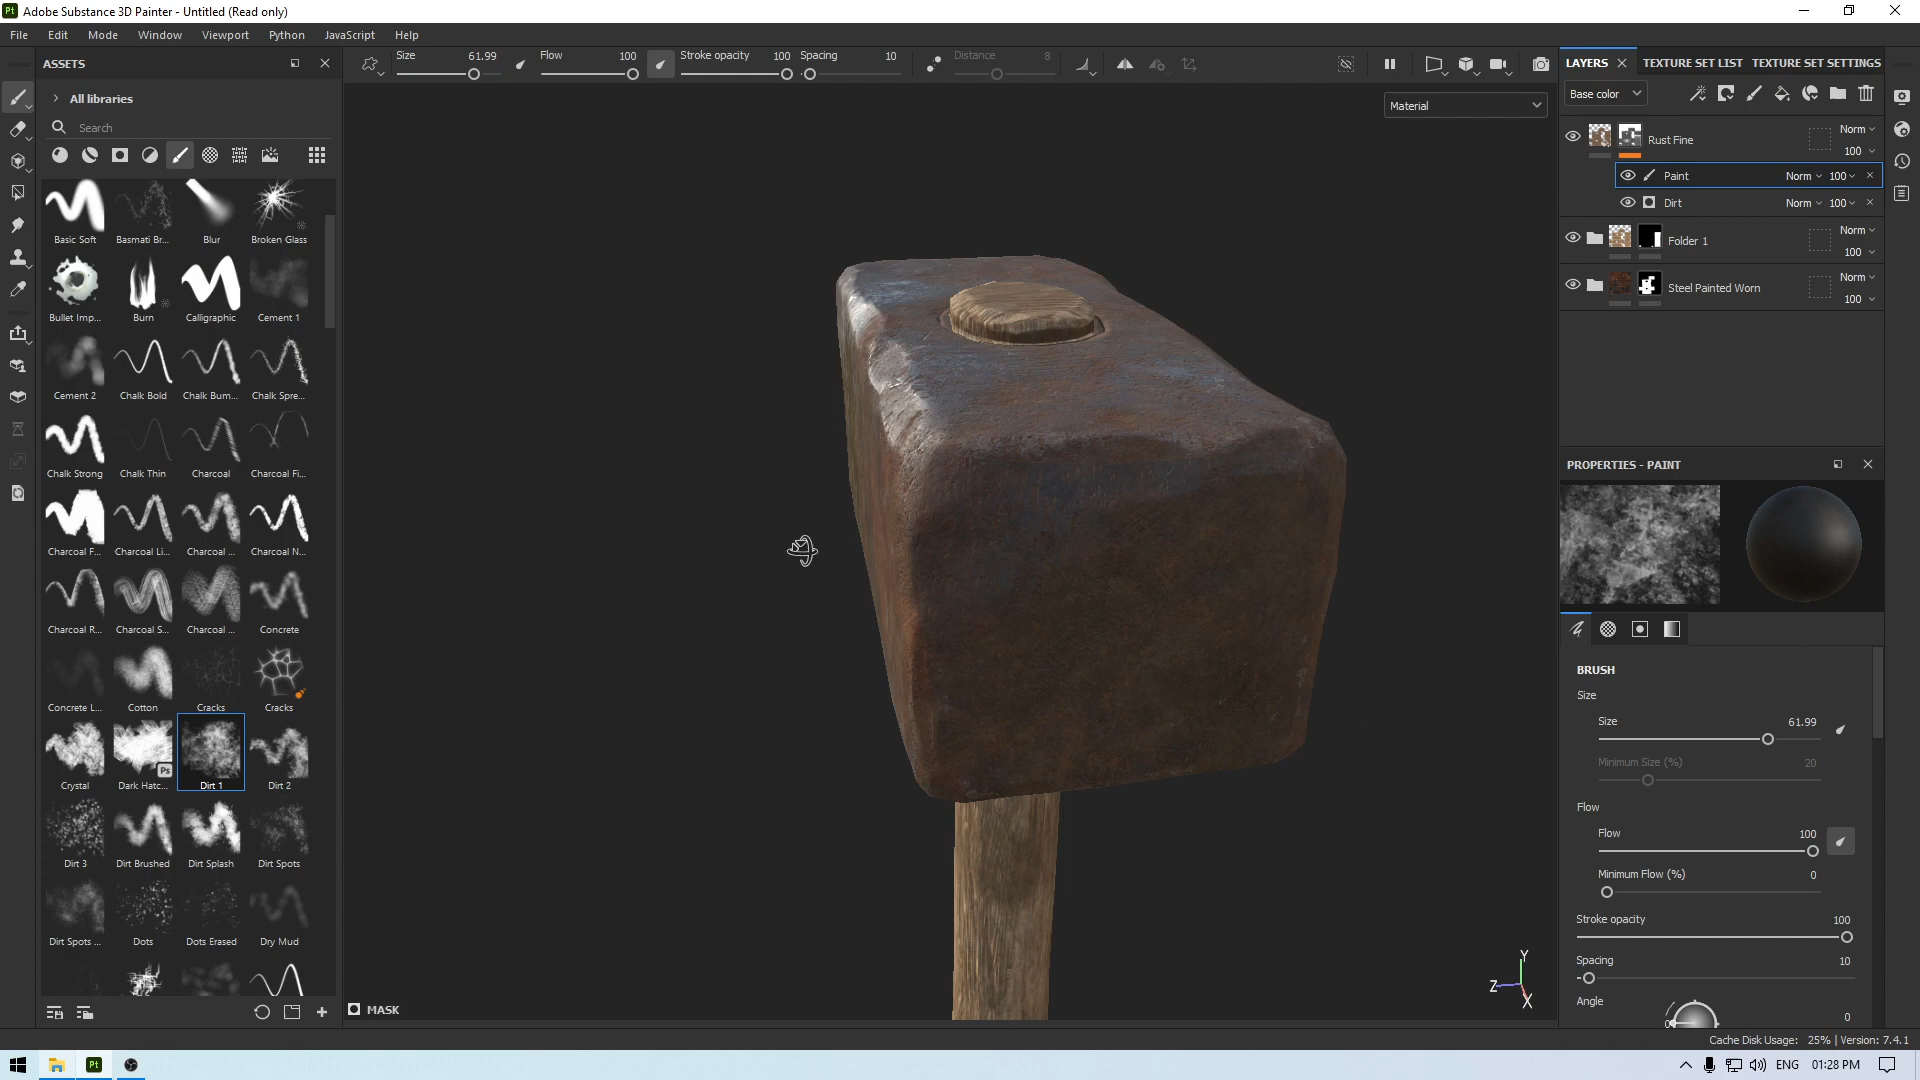 Pt Adobe Substance 3D Painter - Untitled (Read only)
File Edit Mode Window Viewport Python JavaScript Help
ASSETS
Size 61.99 Flow 100 Stroke opacity 100 Spacing 10 Distance 8
All libraries
Search
Basic Soft Basmati Br... Blur Broken Glass
Bullet Imp... Burn Calligraphic Cement 1
Cement 2 Chalk Bold Chalk Bum... Chalk Spre...
Chalk Strong Chalk Thin Charcoal Charcoal Fi...
Charcoal F... Charcoal Li... Charcoal ... Charcoal N...
Charcoal R... Charcoal S... Charcoal ... Concrete
Concrete L... Cotton Cracks Cracks
Crystal Dark Hatc... Ps Dirt 1 Dirt 2
Dirt 3 Dirt Brushed Dirt Splash Dirt Spots
Dirt Spots ... Dots Dots Erased Dry Mud
Material
MASK
Y
Z
X
LAYERS TEXTURE SET LIST TEXTURE SET SETTINGS
Base color
Rust Fine Norm 100
Paint Norm 100
Dirt Norm 100
Folder 1 Norm 100
Steel Painted Worn Norm 100
PROPERTIES - PAINT
BRUSH
Size
Size 61.99
Minimum Size (%) 20
Flow
Flow 100
Minimum Flow (%) 0
Stroke opacity 100
Spacing 10
Angle 0
Cache Disk Usage: 25% | Version: 7.4.1
Pt ENG 01:28 PM